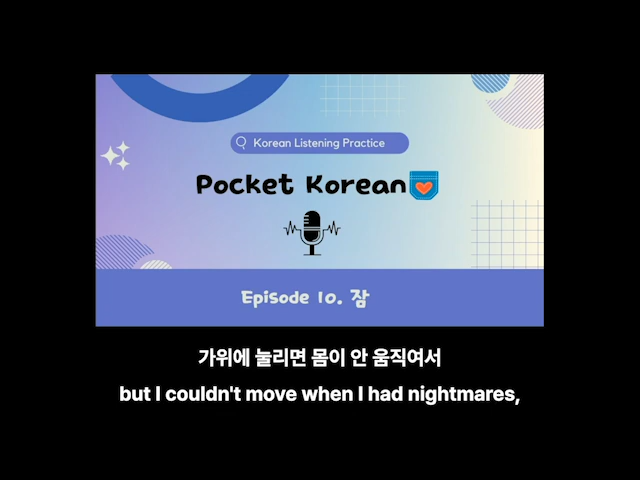 Korean Listening Practice
Pocket Korean
Episode 10. 잠
가위에 눌리면 몸이 안 움직여서
but I couldn't move when I had nightmares,